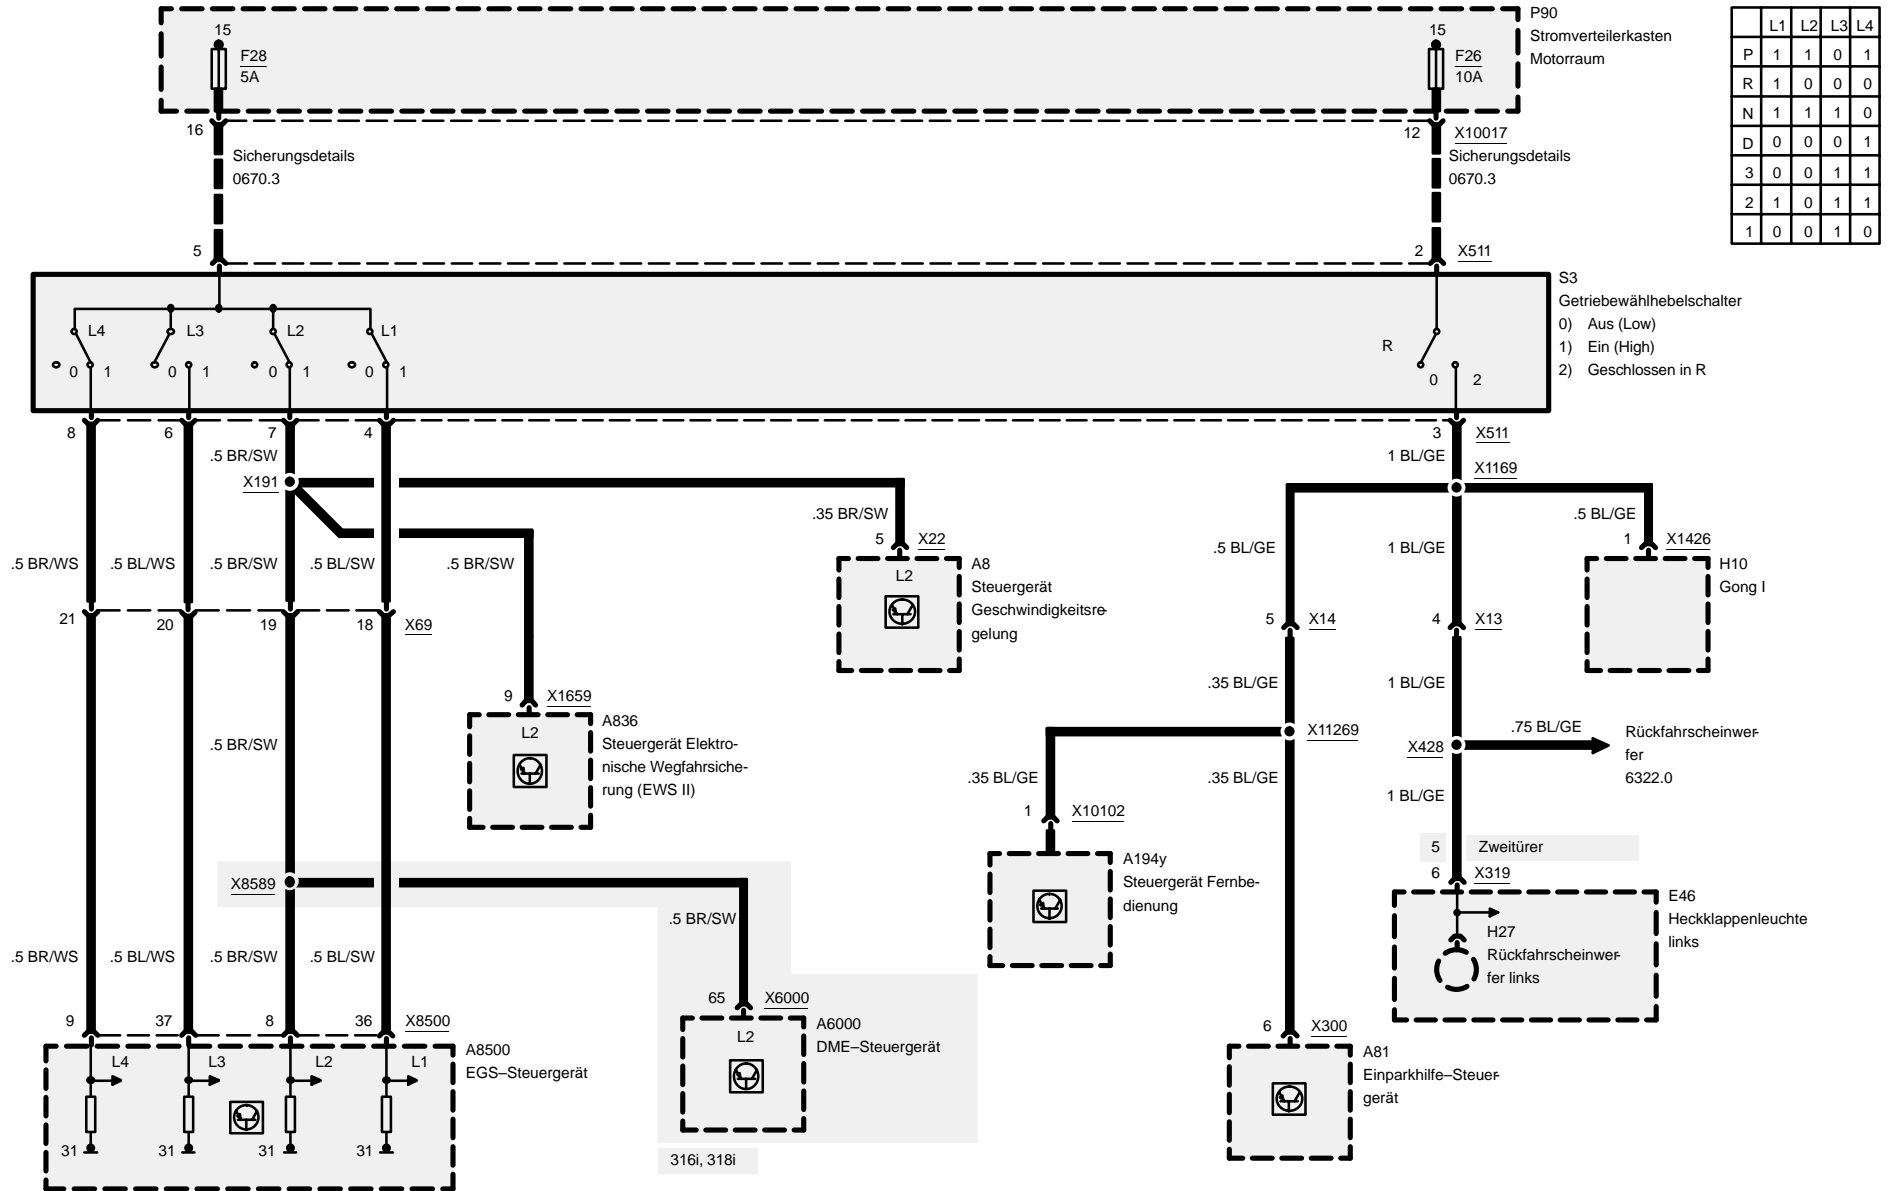 P90
Stromverteilerkasten
Motorraum
15
F28
5A
15
F26
10A
L1 L2 L3 L4
P 1 1 0 1
R 1 0 0 0
N 1 1 1 0
D 0 0 0 1
3 0 0 1 1
2 1 0 1 1
1 0 0 1 0
16
12 X10017
Sicherungsdetails
0670.3
Sicherungsdetails
0670.3
5
2 X511
S3
Getriebewählhebelschalter
0) Aus (Low)
1) Ein (High)
2) Geschlossen in R
L4 L3 L2 L1
0 1 0 1 0 1 0 1
R
0 2
8 6 7 4
3 X511
.5 BR/SW
1 BL/GE
X191
X1169
.35 BR/SW
.5 BL/GE
5 X22
1 X1426
.5 BR/WS .5 BL/WS .5 BR/SW .5 BL/SW .5 BR/SW
.5 BL/GE
1 BL/GE
L2
A8
Steuergerät
Geschwindigkeitsre-
gelung
H10
Gong I
21 20 19 18 X69
5 X14
4 X13
.35 BL/GE
1 BL/GE
9 X1659
L2
A836
Steuergerät Elektro-
nische Wegfahrsiche-
rung (EWS II)
.5 BR/SW
X11269
X428
.75 BL/GE
Rückfahrscheinwer-
fer
6322.0
.35 BL/GE
.35 BL/GE
1 BL/GE
1 X10102
A194y
Steuergerät Fernbe-
dienung
5 Zweitürer
6 X319
E46
Heckklappenleuchte
links
H27
Rückfahrscheinwer-
fer links
X8589
.5 BR/SW
.5 BR/WS .5 BL/WS .5 BR/SW .5 BL/SW
65 X6000
L2
A6000
DME–Steuergerät
9 37 8 36 X8500
6 X300
A8500
EGS–Steuergerät
L4 L3 L2 L1
31 31 31 31
A81
Einparkhilfe–Steuer-
gerät
316i, 318i